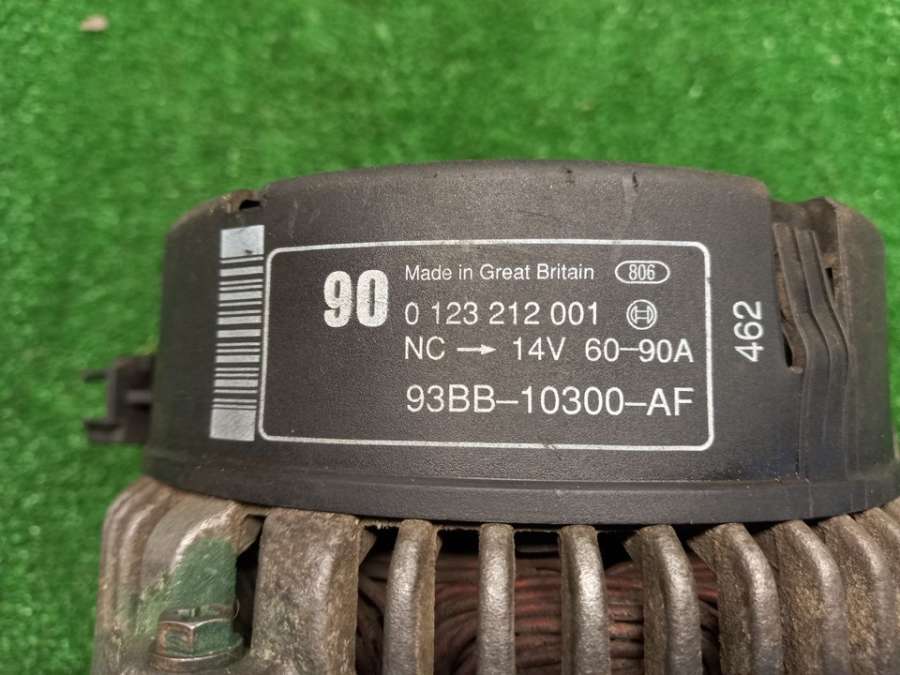 90
Made in Great Britain 806
0 123 212 001
NC → 14V 60–90A
93BB–10300–AF
462